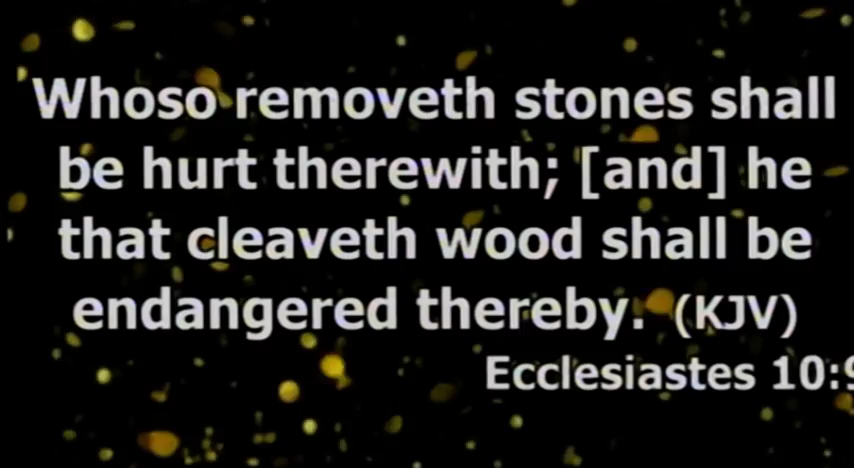 Whoso removeth stones shall
be hurt therewith; [and] he
that cleaveth wood shall be
endangered thereby. (KJV)
Ecclesiastes 10:9